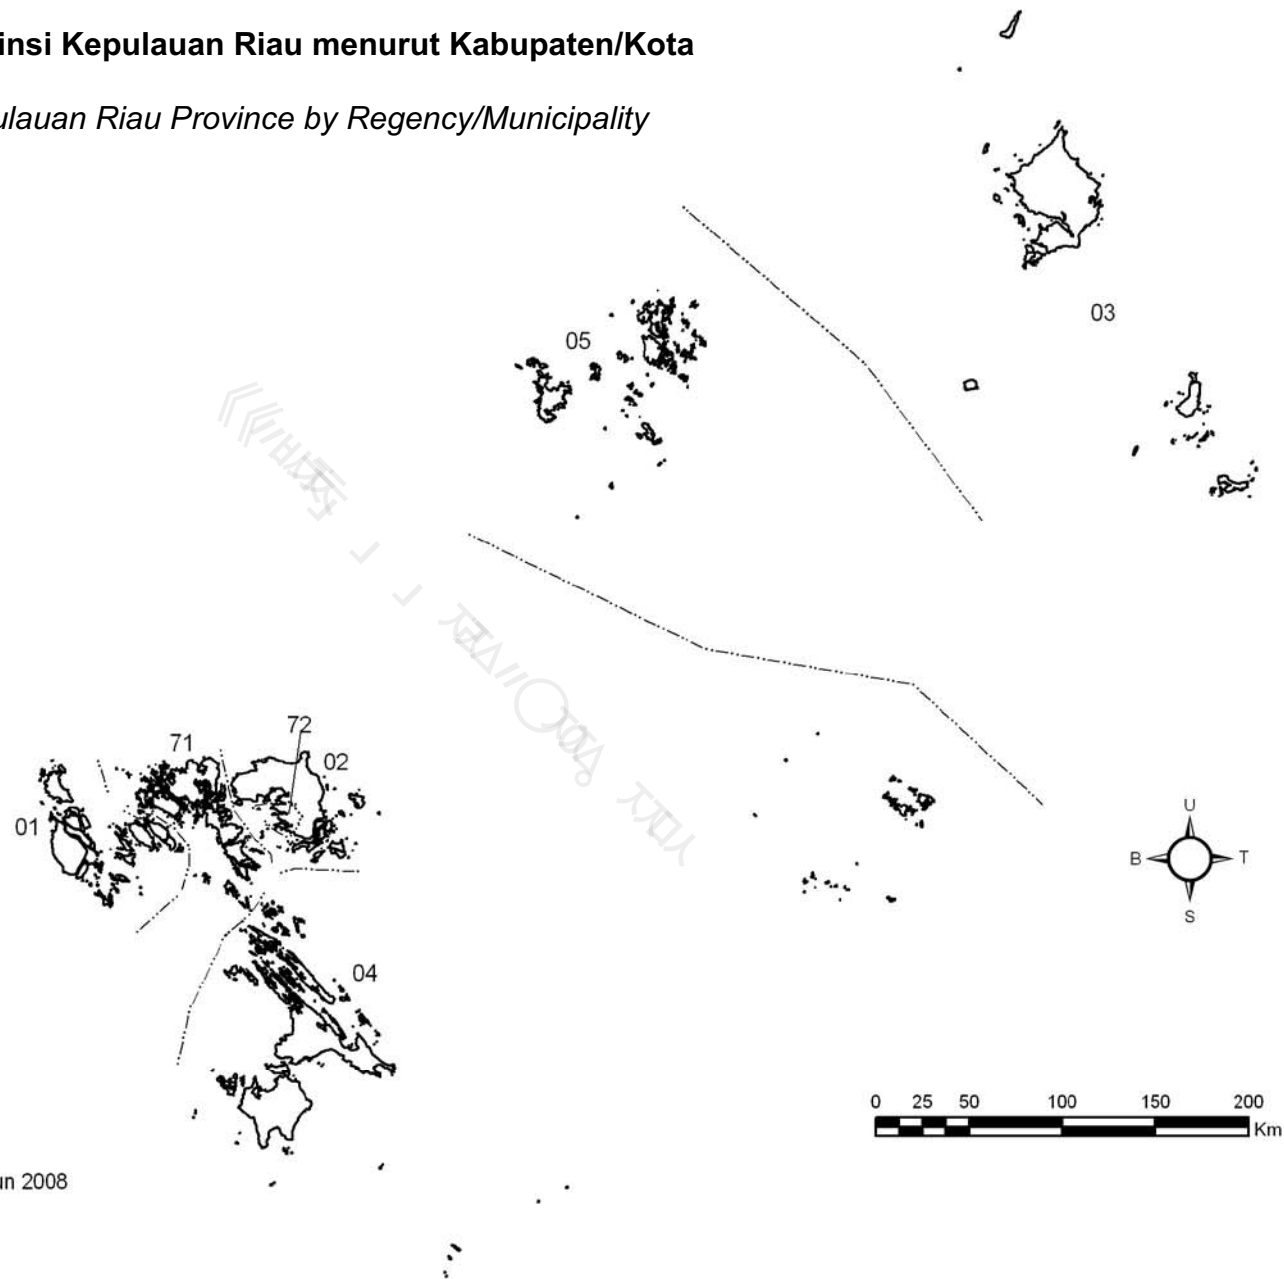 insi Kepulauan Riau menurut Kabupaten/Kota
ulauan Riau Province by Regency/Municipality
03
05
72
71
02
01
U
B
T
S
04
0 25 50 100 150 200
Km
un 2008